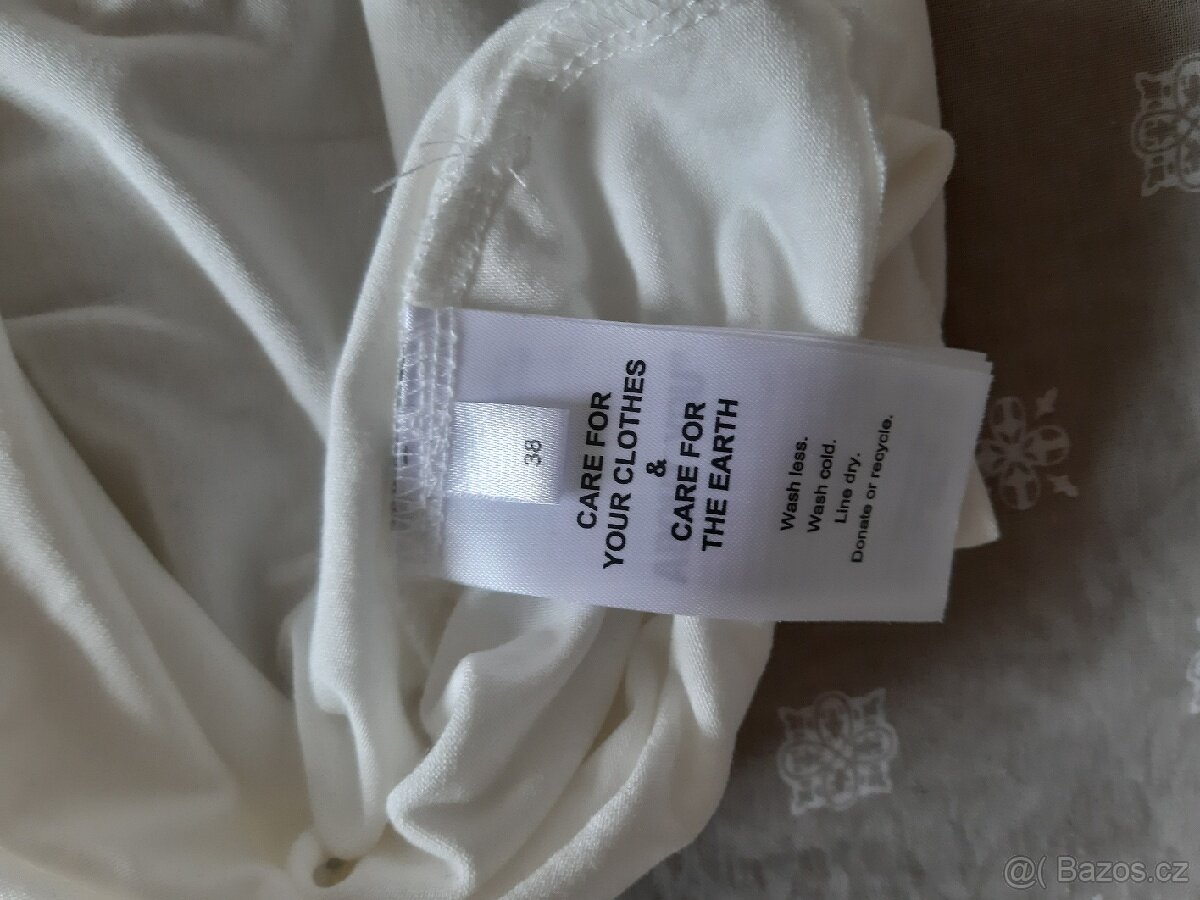 38
CARE FOR
YOUR CLOTHES
&
CARE FOR
THE EARTH
Wash less.
Wash cold.
Line dry.
Donate or recycle.
@( Bazos.cz